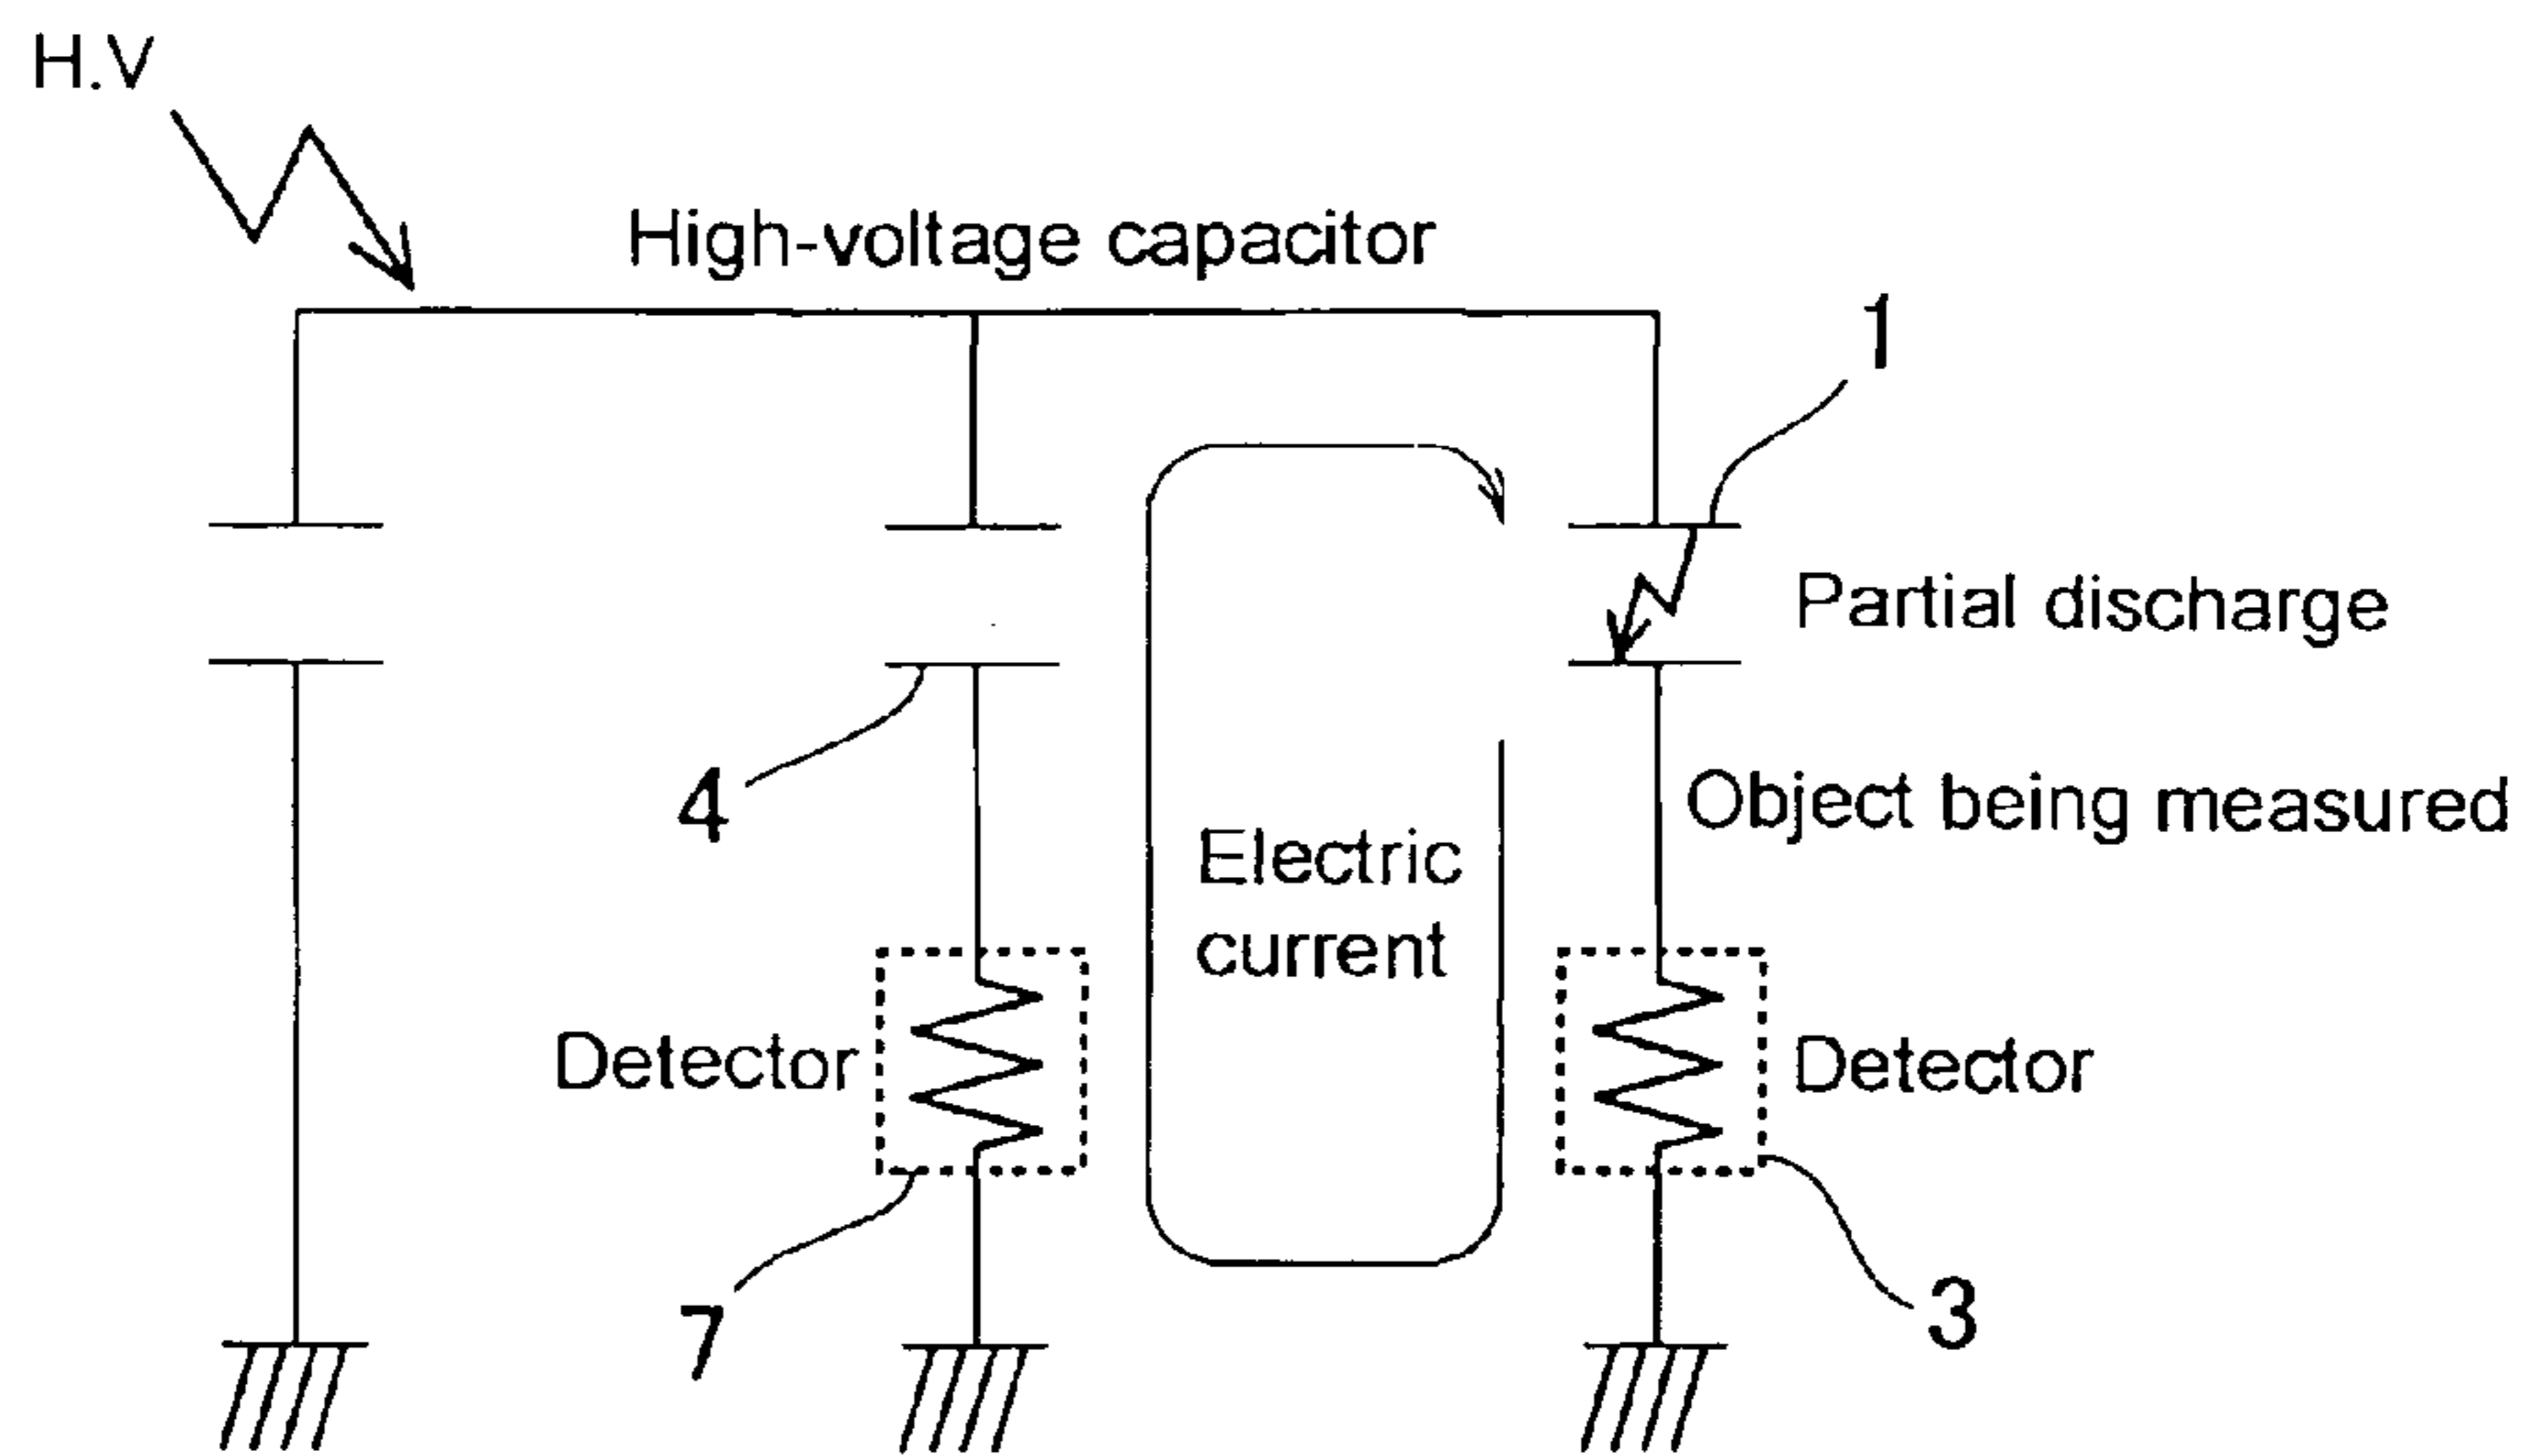 H.V
High-voltage capacitor
1
Partial discharge
4
Object being measured
Electric
current
Detector
Detector
7
3